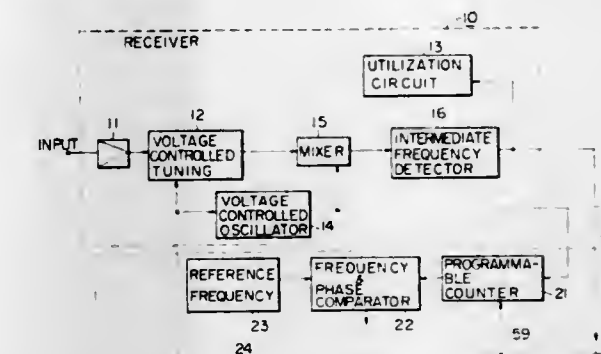 10
RECEIVER
13
UTILIZATION
CIRCUIT
11
12
15
16
INPUT
VOLTAGE
CONTROLLED
TUNING
MIXER
INTERMEDIATE
FREQUENCY
DETECTOR
VOLTAGE
CONTROLLED
OSCILLATOR
14
REFERENCE
FREQUENCY
FREQUENCY
&
PHASE
COMPARATOR
PROGRAMMA-
BLE
COUNTER
21
23
22
59
24